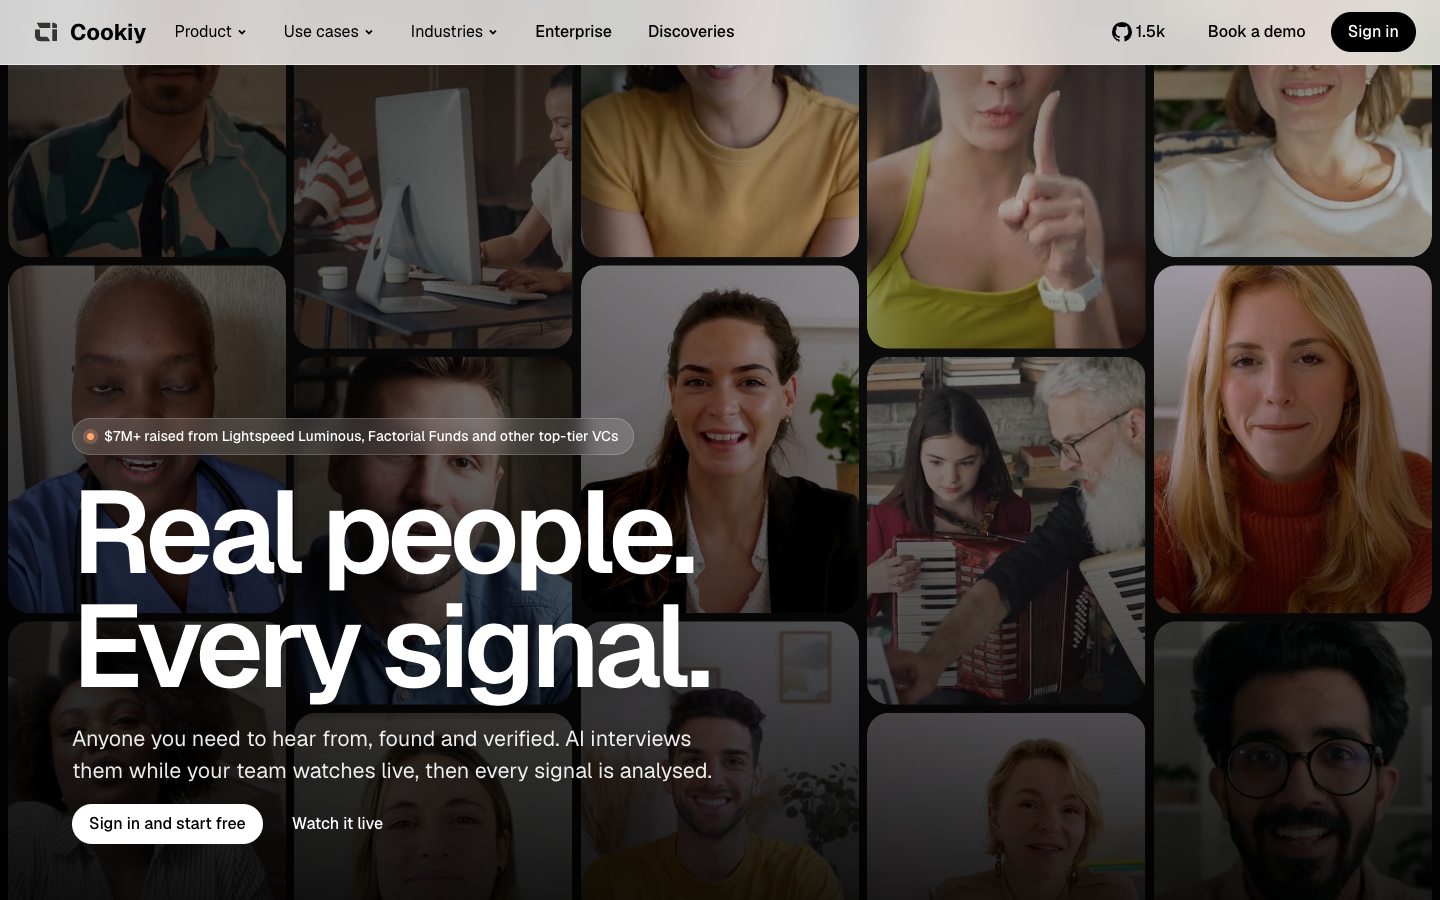 Cookiy
Product
Use cases
Industries
Enterprise
Discoveries
1.5k
Book a demo
Sign in
$7M+ raised from Lightspeed Luminous, Factorial Funds and other top-tier VCs
Real people.
Every signal.
Anyone you need to hear from, found and verified. AI interviews
them while your team watches live, then every signal is analysed.
Sign in and start free
Watch it live